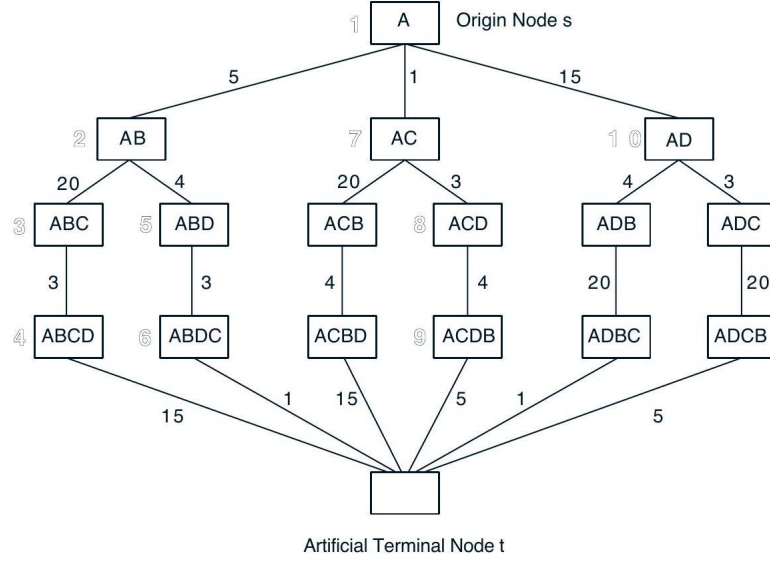 1 A Origin Node s
5 1 15
2 AB 7 AC 1 0 AD
20 4 20 3 4 3
3 ABC 5 ABD ACB 8 ACD ADB ADC
3 3 4 4 20 20
4 ABCD 6 ABDC ACBD 9 ACDB ADBC ADCB
15 1 15 5 1 5
Artificial Terminal Node t